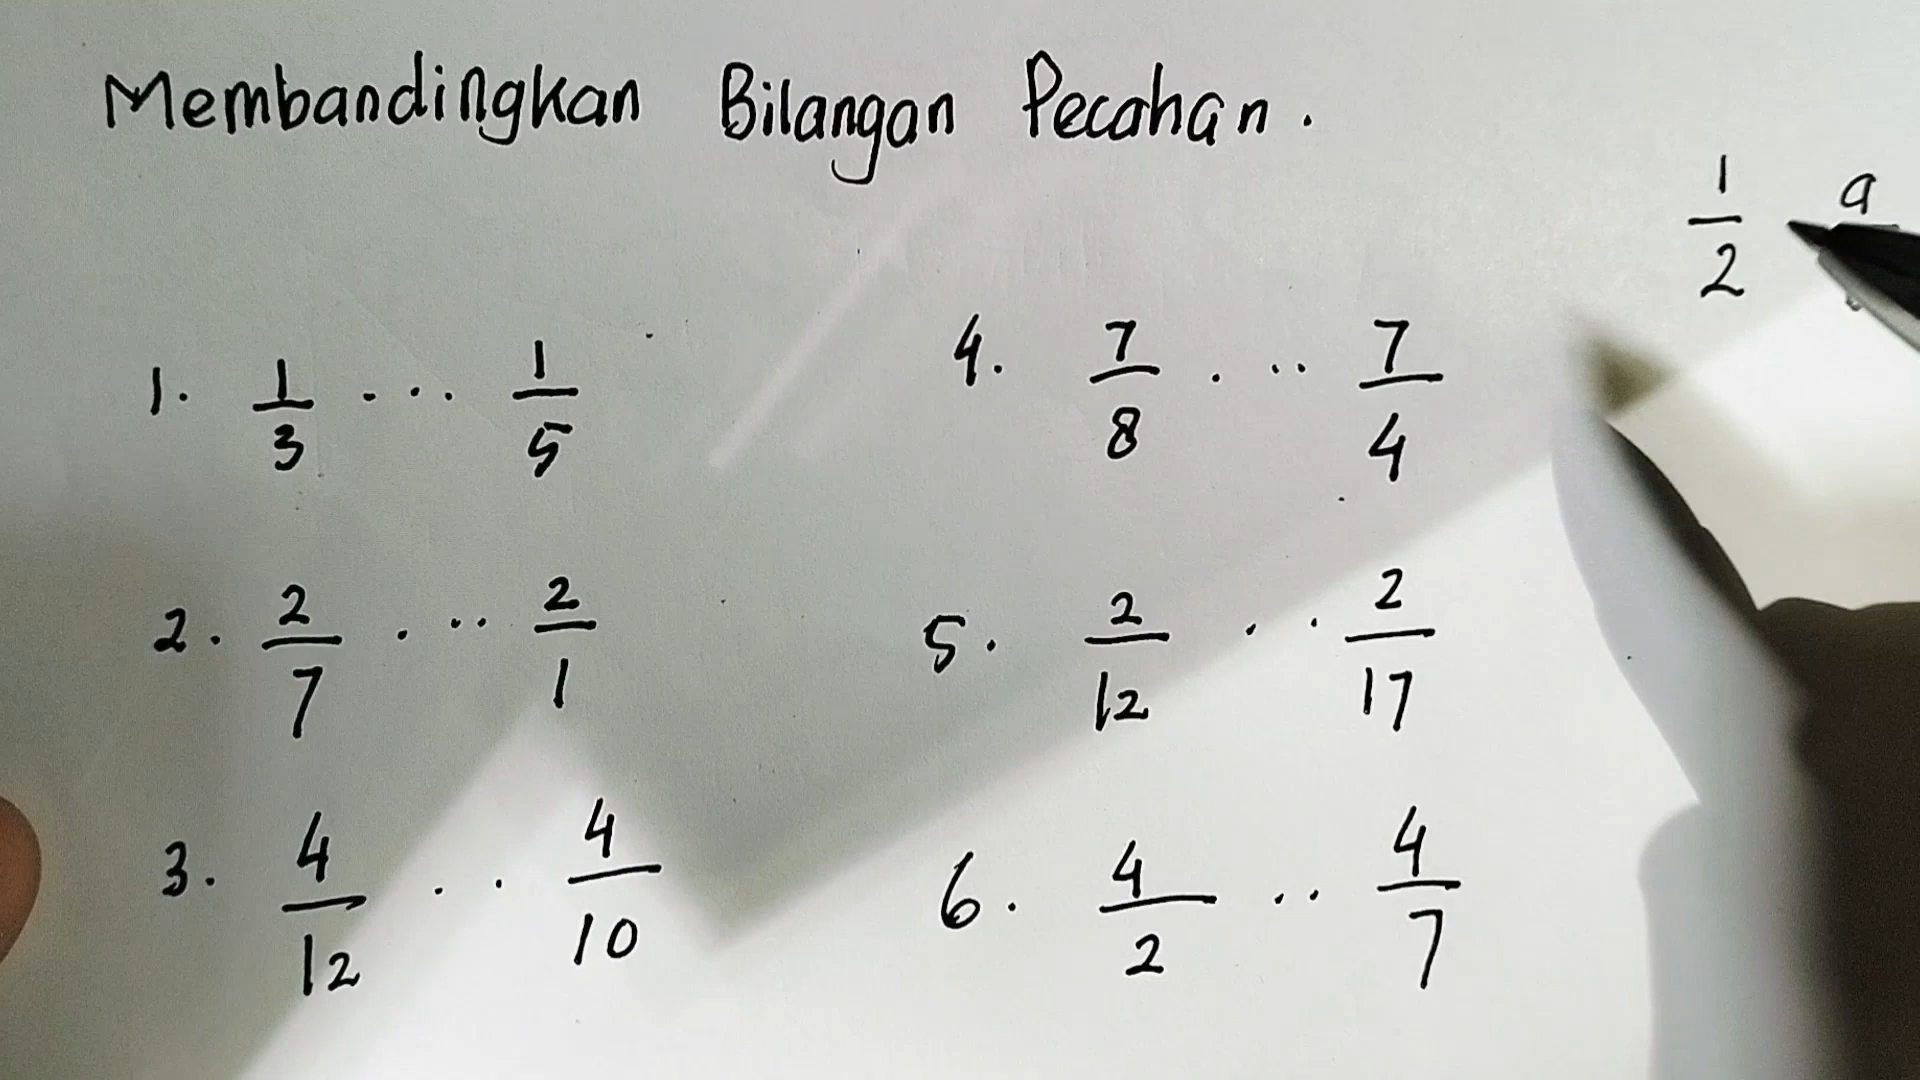 Membandingkan Bilangan Pecahan.
1/2 a
1. 1/3 ... 1/5
2. 2/7 ... 2/1
3. 4/12 .. 4/10
4. 7/8 ... 7/4
5. 2/12 .. 2/17
6. 4/2 .. 4/7